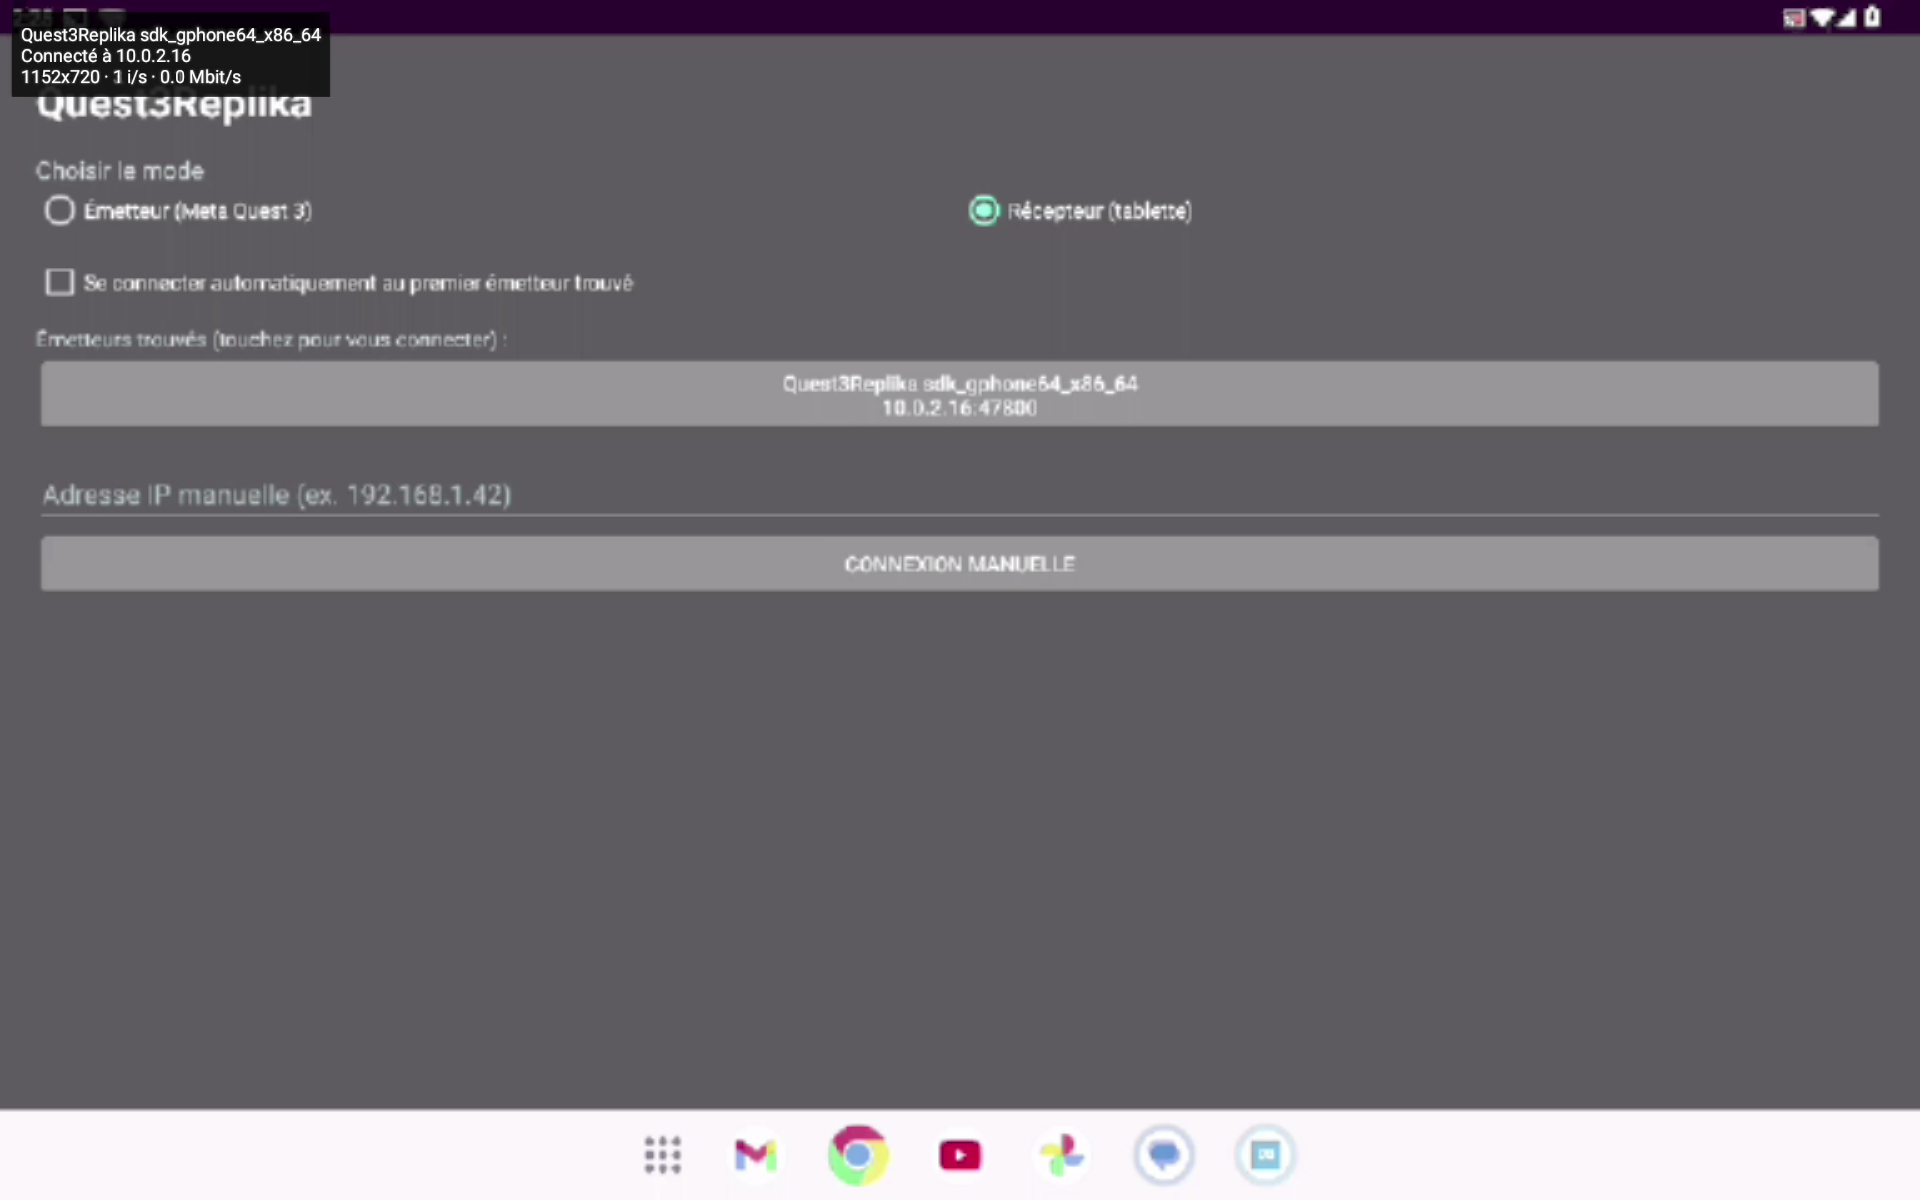 Quest3Replika sdk_gphone64_x86_64
Connecté à 10.0.2.16
1152x720 · 1 i/s · 0.0 Mbit/s
Quest3Replika
Choisir le mode
Émetteur (Meta Quest 3)
Récepteur (tablette)
Se connecter automatiquement au premier émetteur trouvé
Émetteurs trouvés (touchez pour vous connecter) :
Quest3Replika sdk_gphone64_x86_64
10.0.2.16:47800
Adresse IP manuelle (ex. 192.168.1.42)
CONNEXION MANUELLE